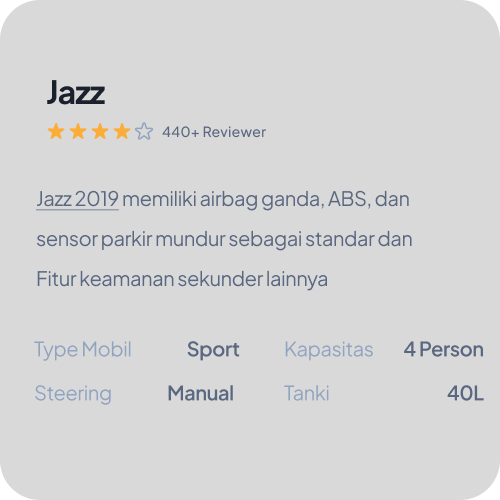 Jazz
440+ Reviewer
Jazz 2019 memiliki airbag ganda, ABS, dan
sensor parkir mundur sebagai standar dan
Fitur keamanan sekunder lainnya
Type Mobil Sport Kapasitas 4 Person
Steering Manual Tanki 40L